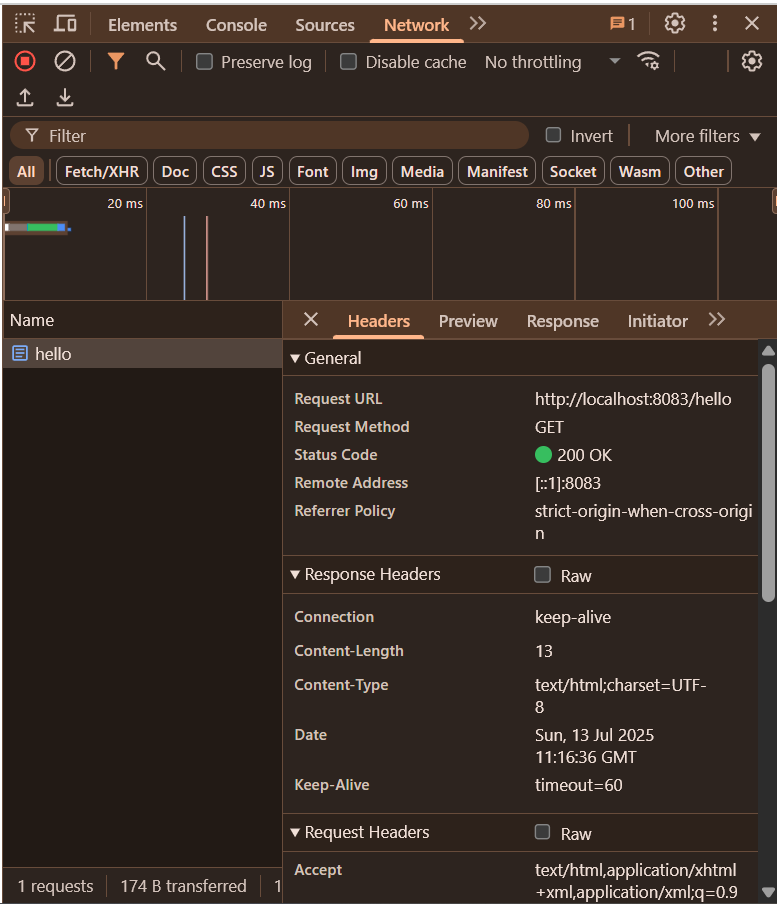 Elements Console Sources Network 1
Preserve log Disable cache No throttling
Filter Invert More filters
All Fetch/XHR Doc CSS JS Font Img Media Manifest Socket Wasm Other
20 ms 40 ms 60 ms 80 ms 100 ms
Name
hello
Headers Preview Response Initiator
General
Request URL http://localhost:8083/hello
Request Method GET
Status Code 200 OK
Remote Address [::1]:8083
Referrer Policy strict-origin-when-cross-origi
n
Response Headers Raw
Connection keep-alive
Content-Length 13
Content-Type text/html;charset=UTF-
8
Date Sun, 13 Jul 2025
11:16:36 GMT
Keep-Alive timeout=60
Request Headers Raw
Accept text/html,application/xhtml
+xml,application/xml;q=0.9
1 requests 174 B transferred 1